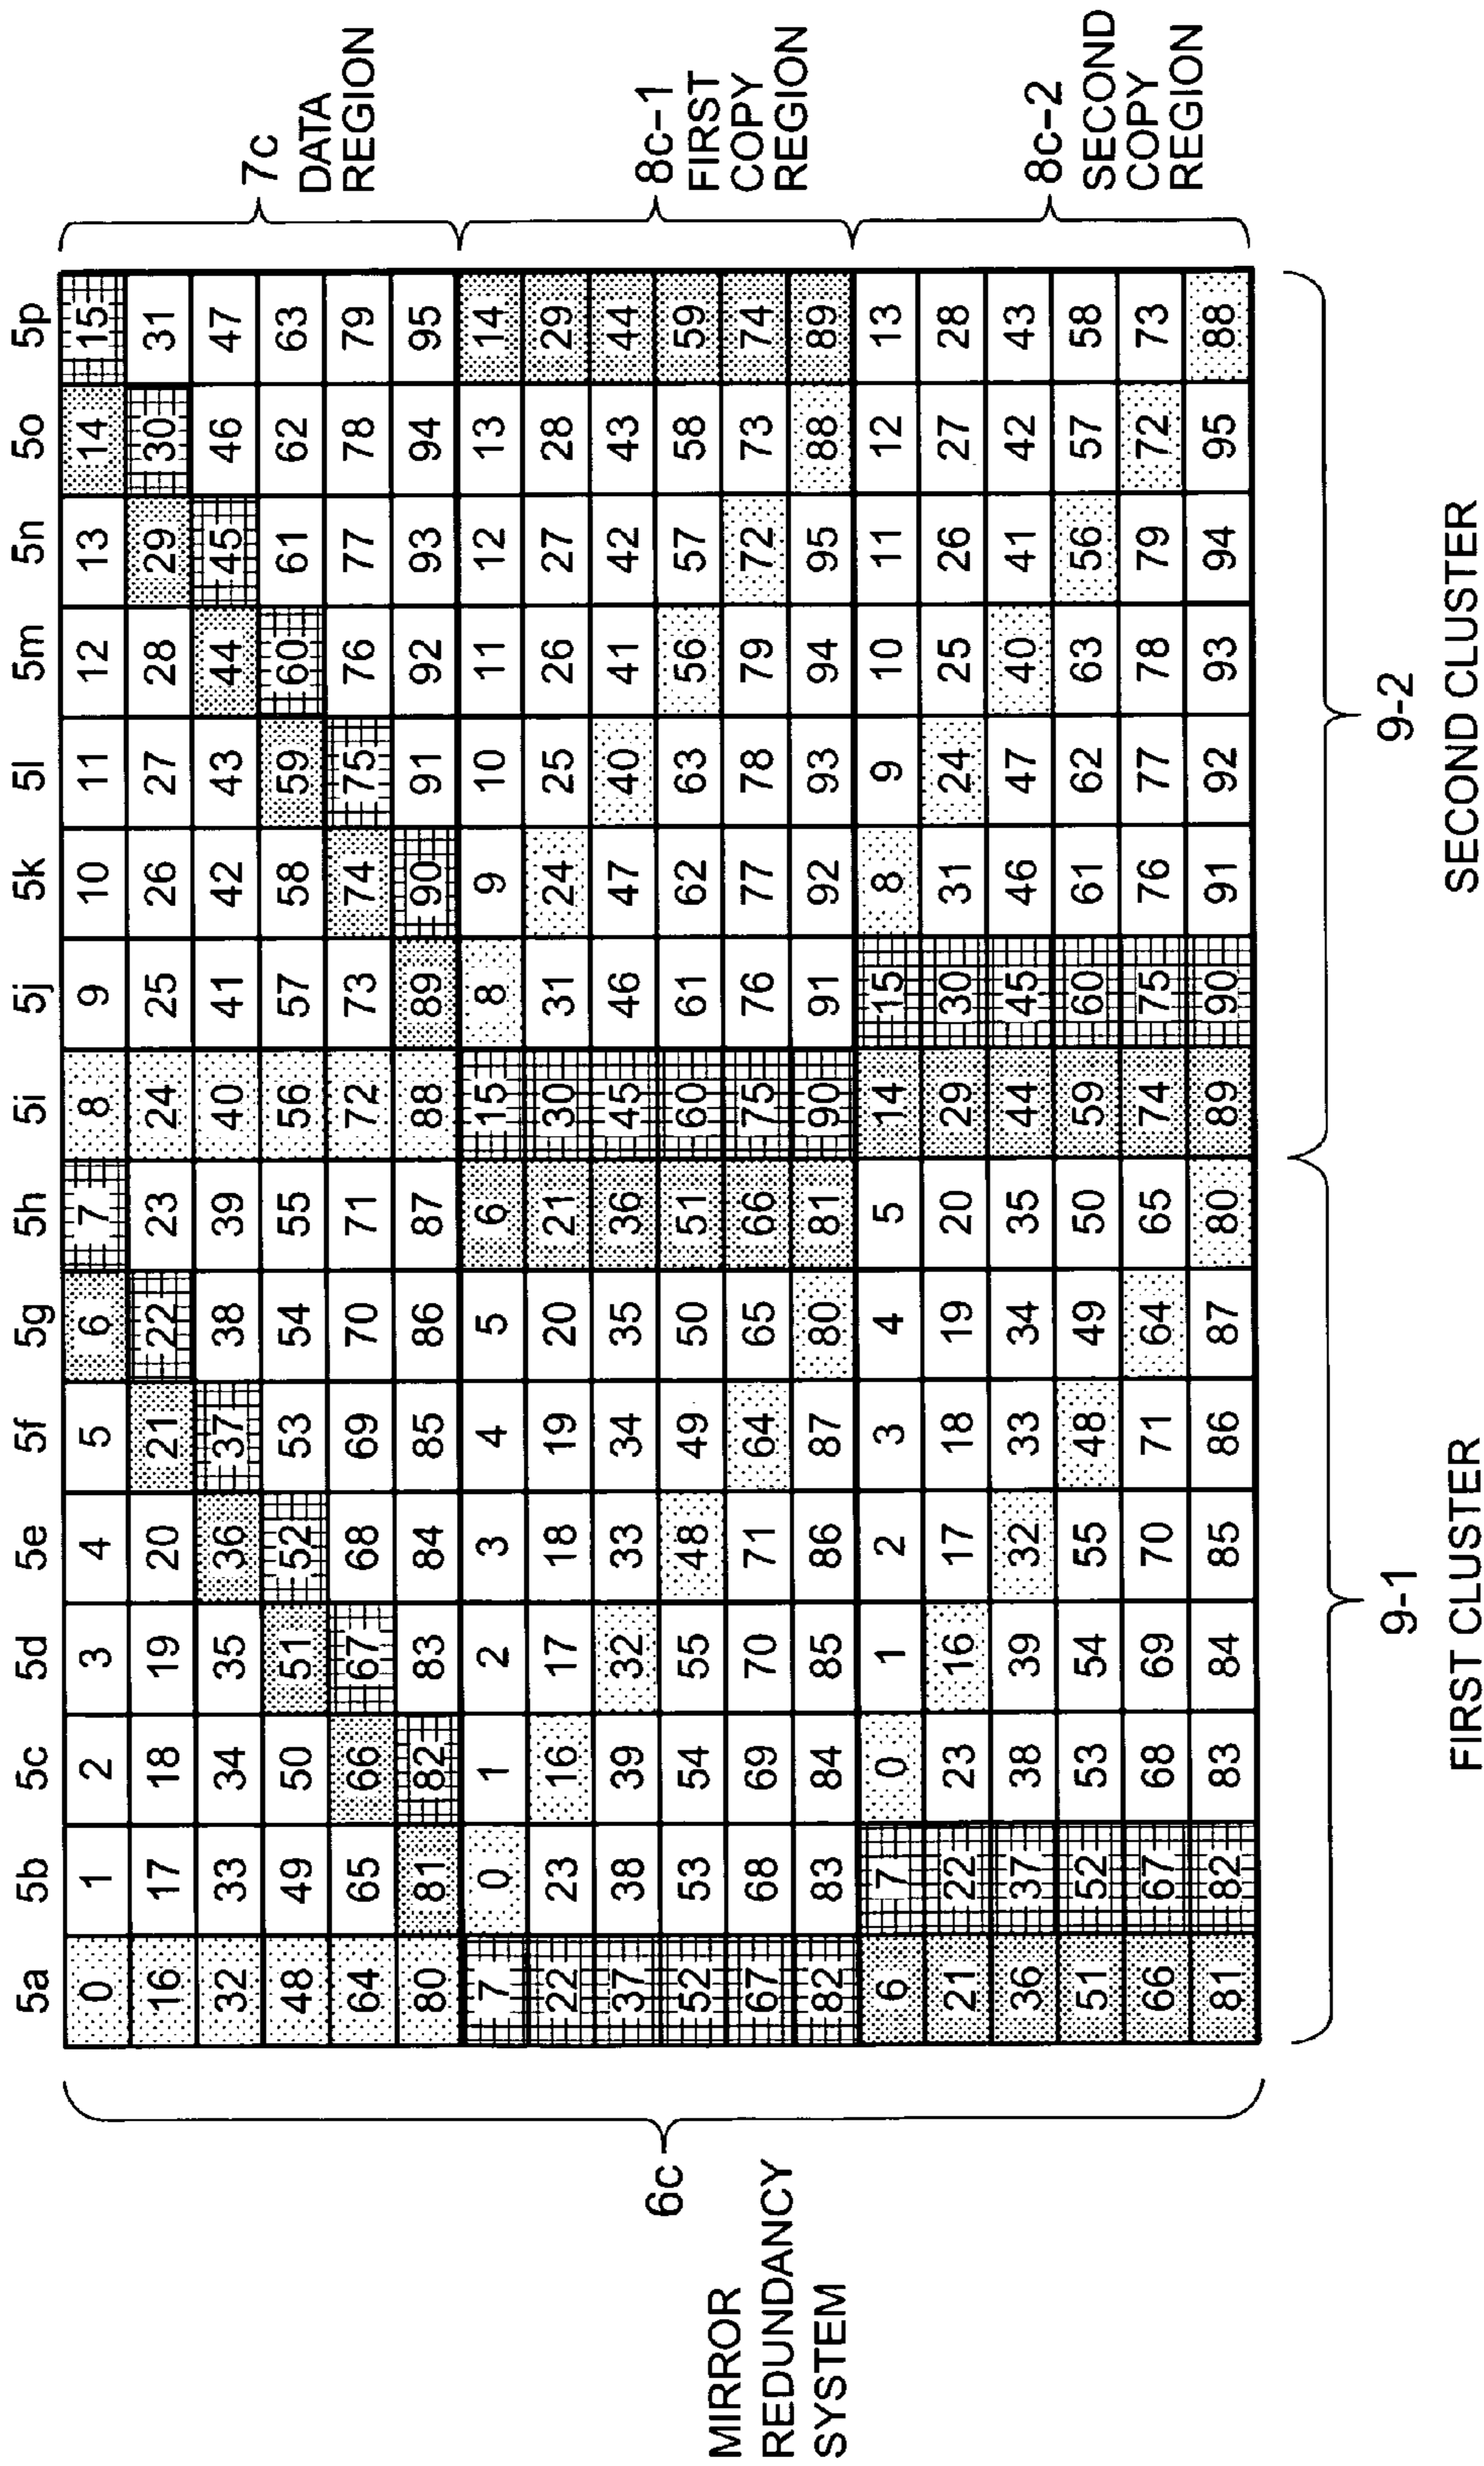 5a 5b 5c 5d 5e 5f 5g 5h 5i 5j 5k 5l 5m 5n 5o 5p
0 1 2 3 4 5 6 7 8 9 10 11 12 13 14 15
16 17 18 19 20 21 22 23 24 25 26 27 28 29 30 31
32 33 34 35 36 37 38 39 40 41 42 43 44 45 46 47
48 49 50 51 52 53 54 55 56 57 58 59 60 61 62 63
64 65 66 67 68 69 70 71 72 73 74 75 76 77 78 79
80 81 82 83 84 85 86 87 88 89 90 91 92 93 94 95
7 0 1 2 3 4 5 6 15 8 9 10 11 12 13 14
22 23 16 17 18 19 20 21 30 31 24 25 26 27 28 29
37 38 39 32 33 34 35 36 45 46 47 40 41 42 43 44
52 53 54 55 48 49 50 51 60 61 62 63 56 57 58 59
67 68 69 70 71 64 65 66 75 76 77 78 79 72 73 74
82 83 84 85 86 87 80 81 90 91 92 93 94 95 88 89
6 7 0 1 2 3 4 5 14 15 8 9 10 11 12 13
21 22 23 16 17 18 19 20 29 30 31 24 25 26 27 28
36 37 38 39 32 33 34 35 44 45 46 47 40 41 42 43
51 52 53 54 55 48 49 50 59 60 61 62 63 56 57 58
66 67 68 69 70 71 64 65 74 75 76 77 78 79 72 73
81 82 83 84 85 86 87 80 89 90 91 92 93 94 95 88
6c
MIRROR
REDUNDANCY
SYSTEM
7c
DATA
REGION
8c-1
FIRST
COPY
REGION
8c-2
SECOND
COPY
REGION
9-1
FIRST CLUSTER
9-2
SECOND CLUSTER